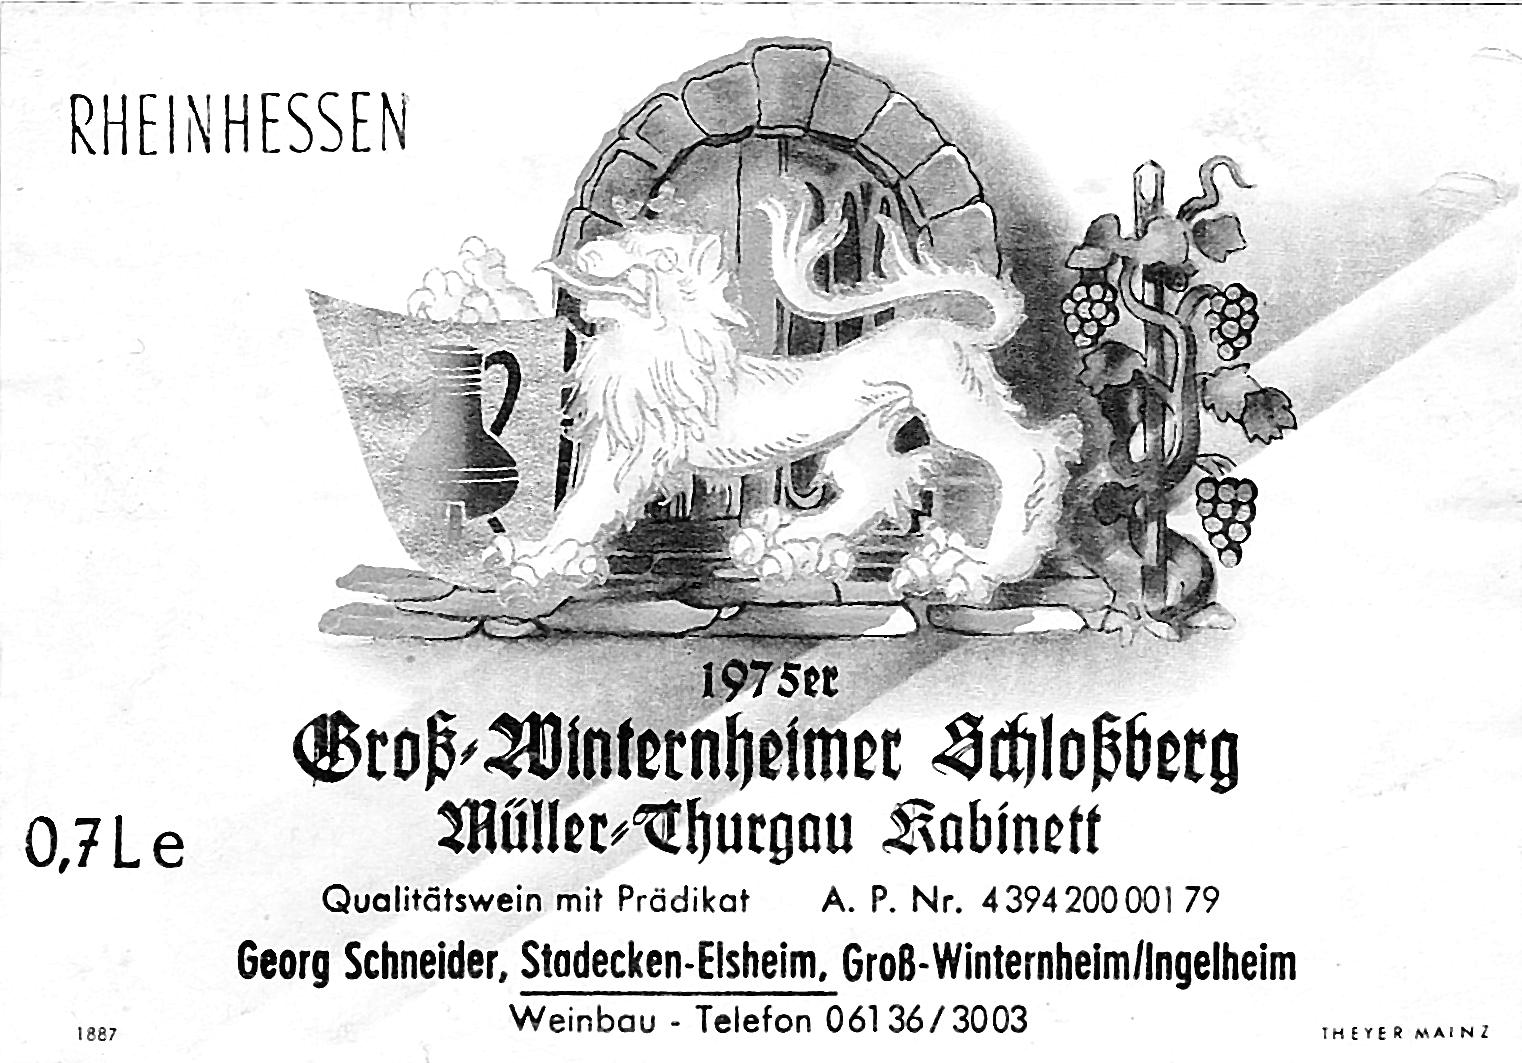 RHEINHESSEN
1975er
Groß-Winternheimer Schloßberg
Müller-Thurgau Kabinett
0,7 L e
Qualitätswein mit Prädikat A. P. Nr. 4 394 200 001 79
Georg Schneider, Stadecken-Elsheim, Groß-Winternheim/Ingelheim
Weinbau - Telefon 06136/3003
1887
THEYER MAINZ